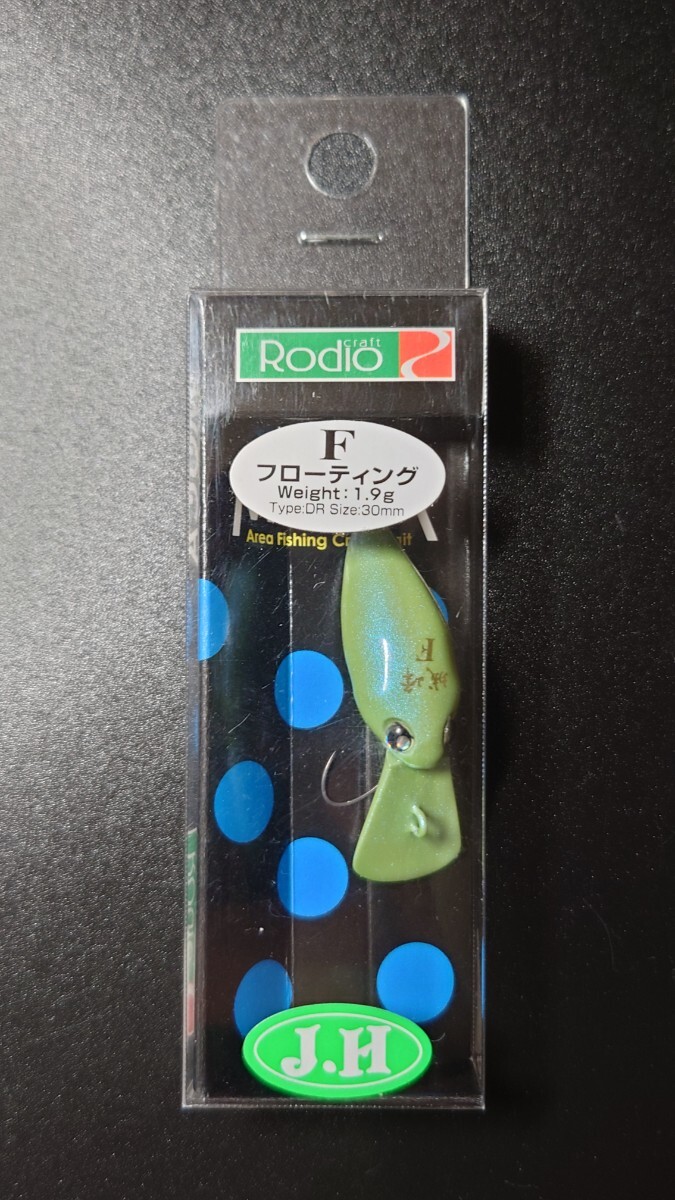 craft
Rodio
F
フローティング
Weight:1.9g
Type:DR Size:30mm
Area Fishing
F
J.H